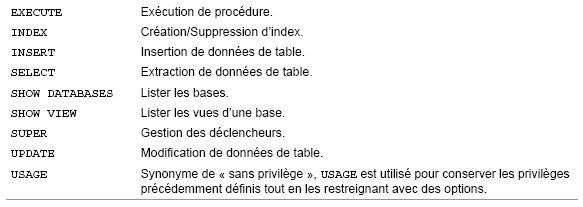 EXECUTE Exécution de procédure.
INDEX Création/Suppression d'index.
INSERT Insertion de données de table.
SELECT Extraction de données de table.
SHOW DATABASES Lister les bases.
SHOW VIEW Lister les vues d'une base.
SUPER Gestion des déclencheurs.
UPDATE Modification de données de table.
USAGE Synonyme de « sans privilège », USAGE est utilisé pour conserver les privilèges
précédemment définis tout en les restreignant avec des options.